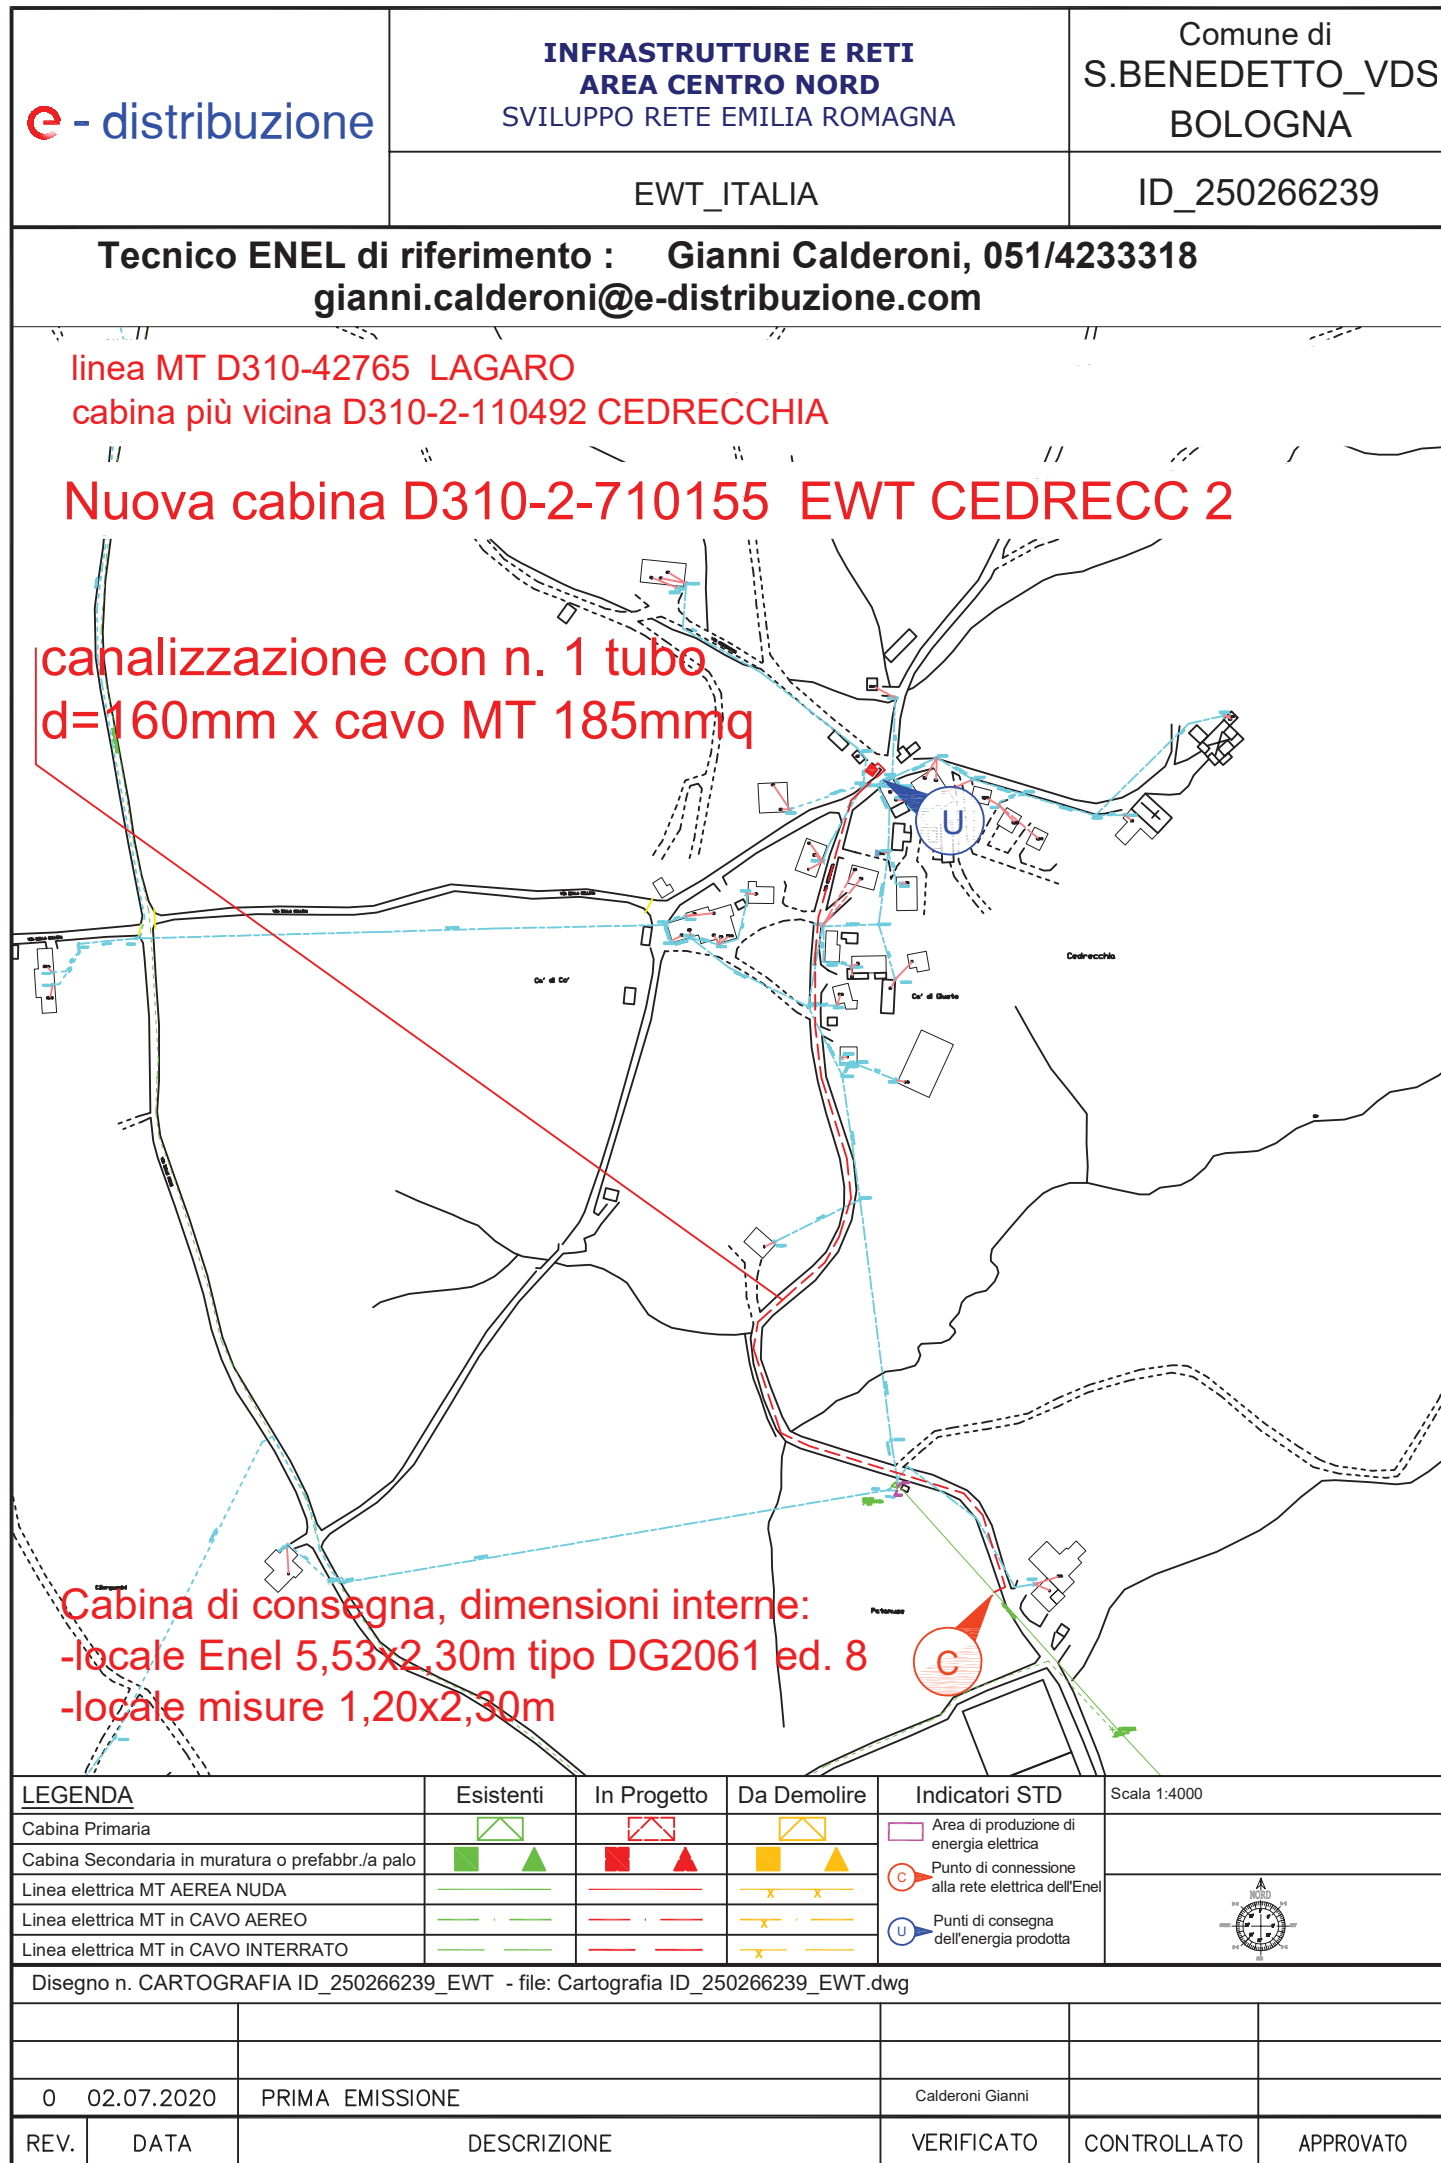 e - distribuzione
INFRASTRUTTURE E RETI
AREA CENTRO NORD
SVILUPPO RETE EMILIA ROMAGNA
Comune di
S.BENEDETTO_VDS
BOLOGNA
EWT_ITALIA
ID_250266239
Tecnico ENEL di riferimento : Gianni Calderoni, 051/4233318
gianni.calderoni@e-distribuzione.com
linea MT D310-42765 LAGARO
cabina più vicina D310-2-110492 CEDRECCHIA
Nuova cabina D310-2-710155 EWT CEDRECC 2
canalizzazione con n. 1 tubo
d=160mm x cavo MT 185mmq
U
Cedrecchia
Ca' di Co'
Ca' di Giusto
Cabina di consegna, dimensioni interne:
-locale Enel 5,53x2,30m tipo DG2061 ed. 8
-locale misure 1,20x2,30m
C
LEGENDA
Esistenti
In Progetto
Da Demolire
Indicatori STD
Scala 1:4000
Cabina Primaria
Cabina Secondaria in muratura o prefabbr./a palo
Linea elettrica MT AEREA NUDA
Linea elettrica MT in CAVO AEREO
Linea elettrica MT in CAVO INTERRATO
Area di produzione di
energia elettrica
C
Punto di connessione
alla rete elettrica dell'Enel
U
Punti di consegna
dell'energia prodotta
NORD
Disegno n. CARTOGRAFIA ID_250266239_EWT - file: Cartografia ID_250266239_EWT.dwg
0 02.07.2020 PRIMA EMISSIONE Calderoni Gianni
REV. DATA DESCRIZIONE VERIFICATO CONTROLLATO APPROVATO